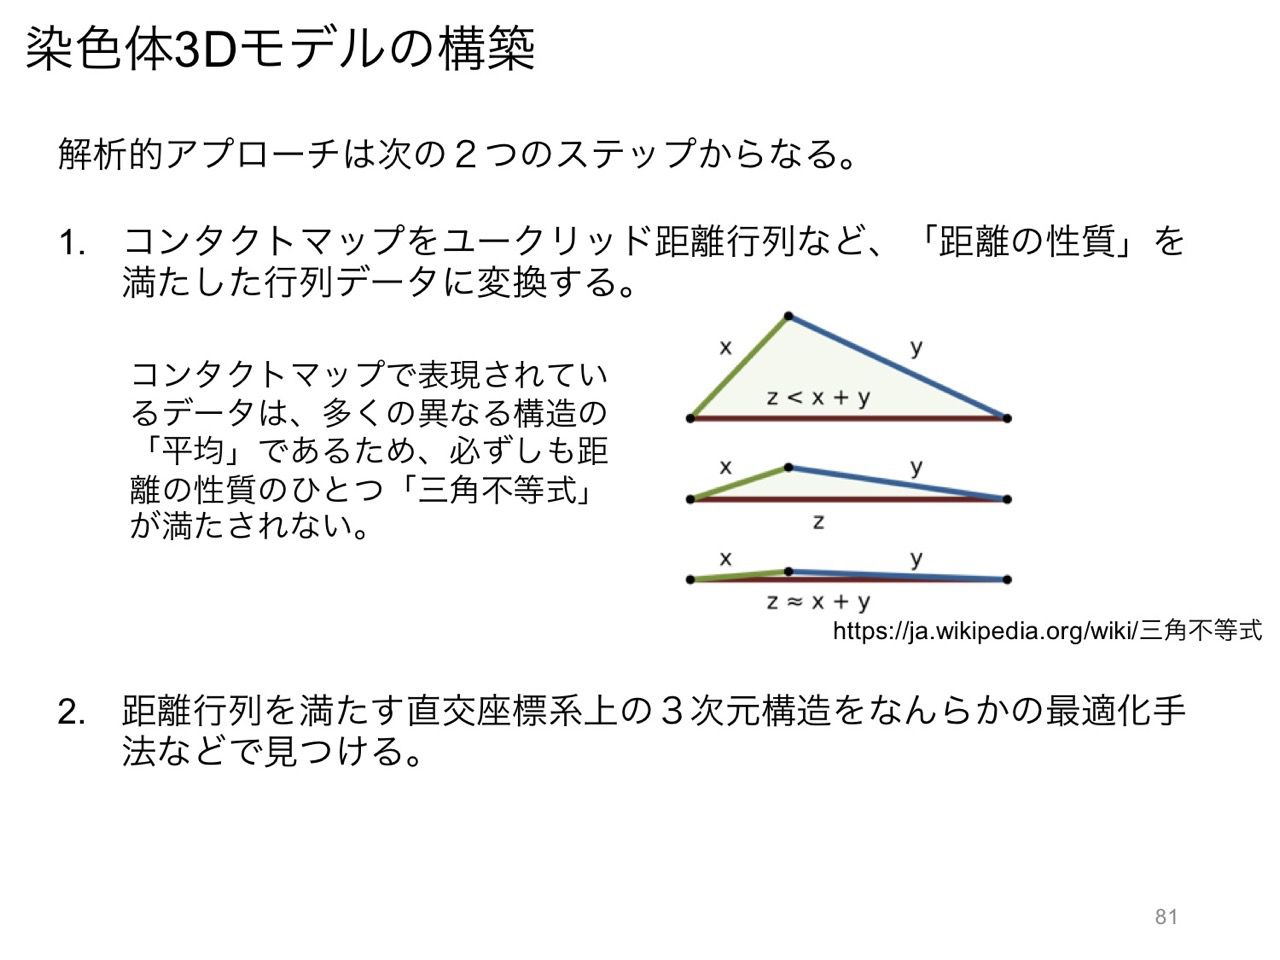 染色体3Dモデルの構築
解析的アプローチは次の２つのステップからなる。
1. コンタクトマップをユークリッド距離行列など、「距離の性質」を
満たした行列データに変換する。
コンタクトマップで表現されてい
るデータは、多くの異なる構造の
「平均」であるため、必ずしも距
離の性質のひとつ「三角不等式」
が満たされない。
x y
z < x + y
x y
z
x y
z ≈ x + y
https://ja.wikipedia.org/wiki/三角不等式
2. 距離行列を満たす直交座標系上の３次元構造をなんらかの最適化手
法などで見つける。
81